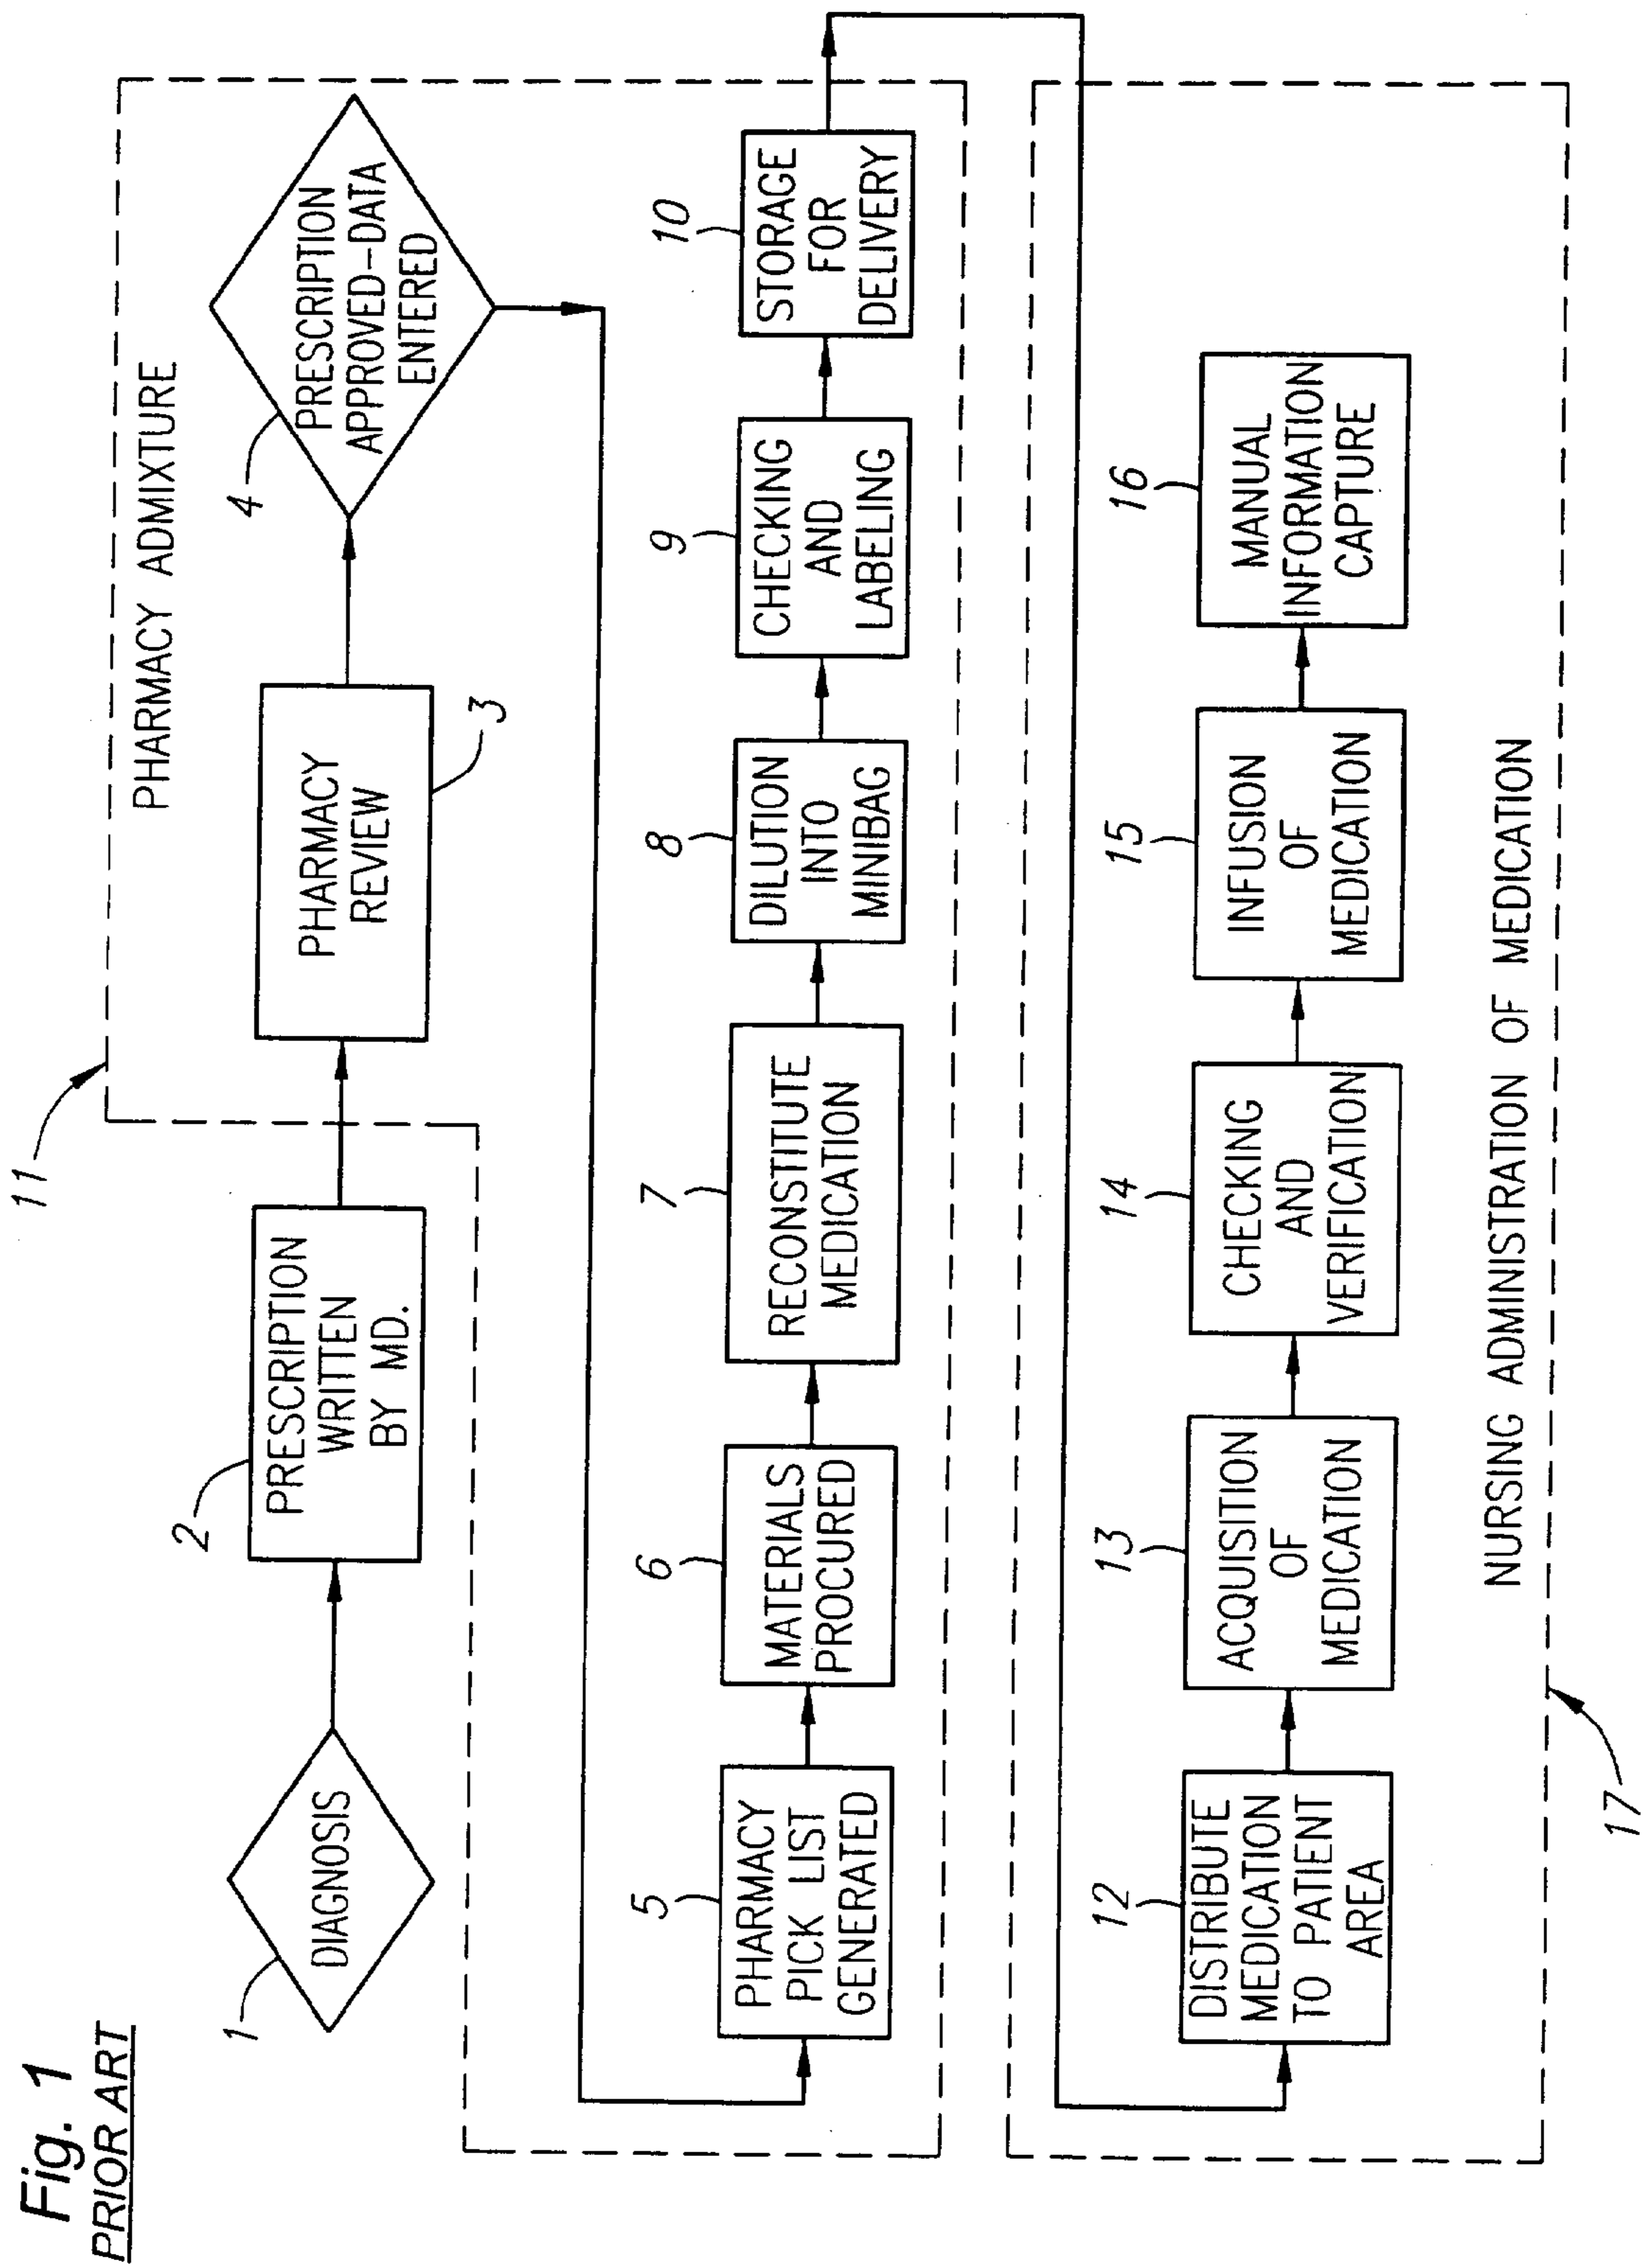 Fig. 1
PRIOR ART
11
PHARMACY ADMIXTURE
1
DIAGNOSIS
2
PRESCRIPTION
WRITTEN
BY MD.
3
PHARMACY
REVIEW
4
PRESCRIPTION
APPROVED-DATA
ENTERED
5
PHARMACY
PICK LIST
GENERATED
6
MATERIALS
PROCURED
7
RECONSTITUTE
MEDICATION
8
DILUTION
INTO
MINIBAG
9
CHECKING
AND
LABELING
10
STORAGE
FOR
DELIVERY
12
DISTRIBUTE
MEDICATION
TO PATIENT
AREA
13
ACQUISITION
OF
MEDICATION
14
CHECKING
AND
VERIFICATION
15
INFUSION
OF
MEDICATION
16
MANUAL
INFORMATION
CAPTURE
NURSING ADMINISTRATION OF MEDICATION
17